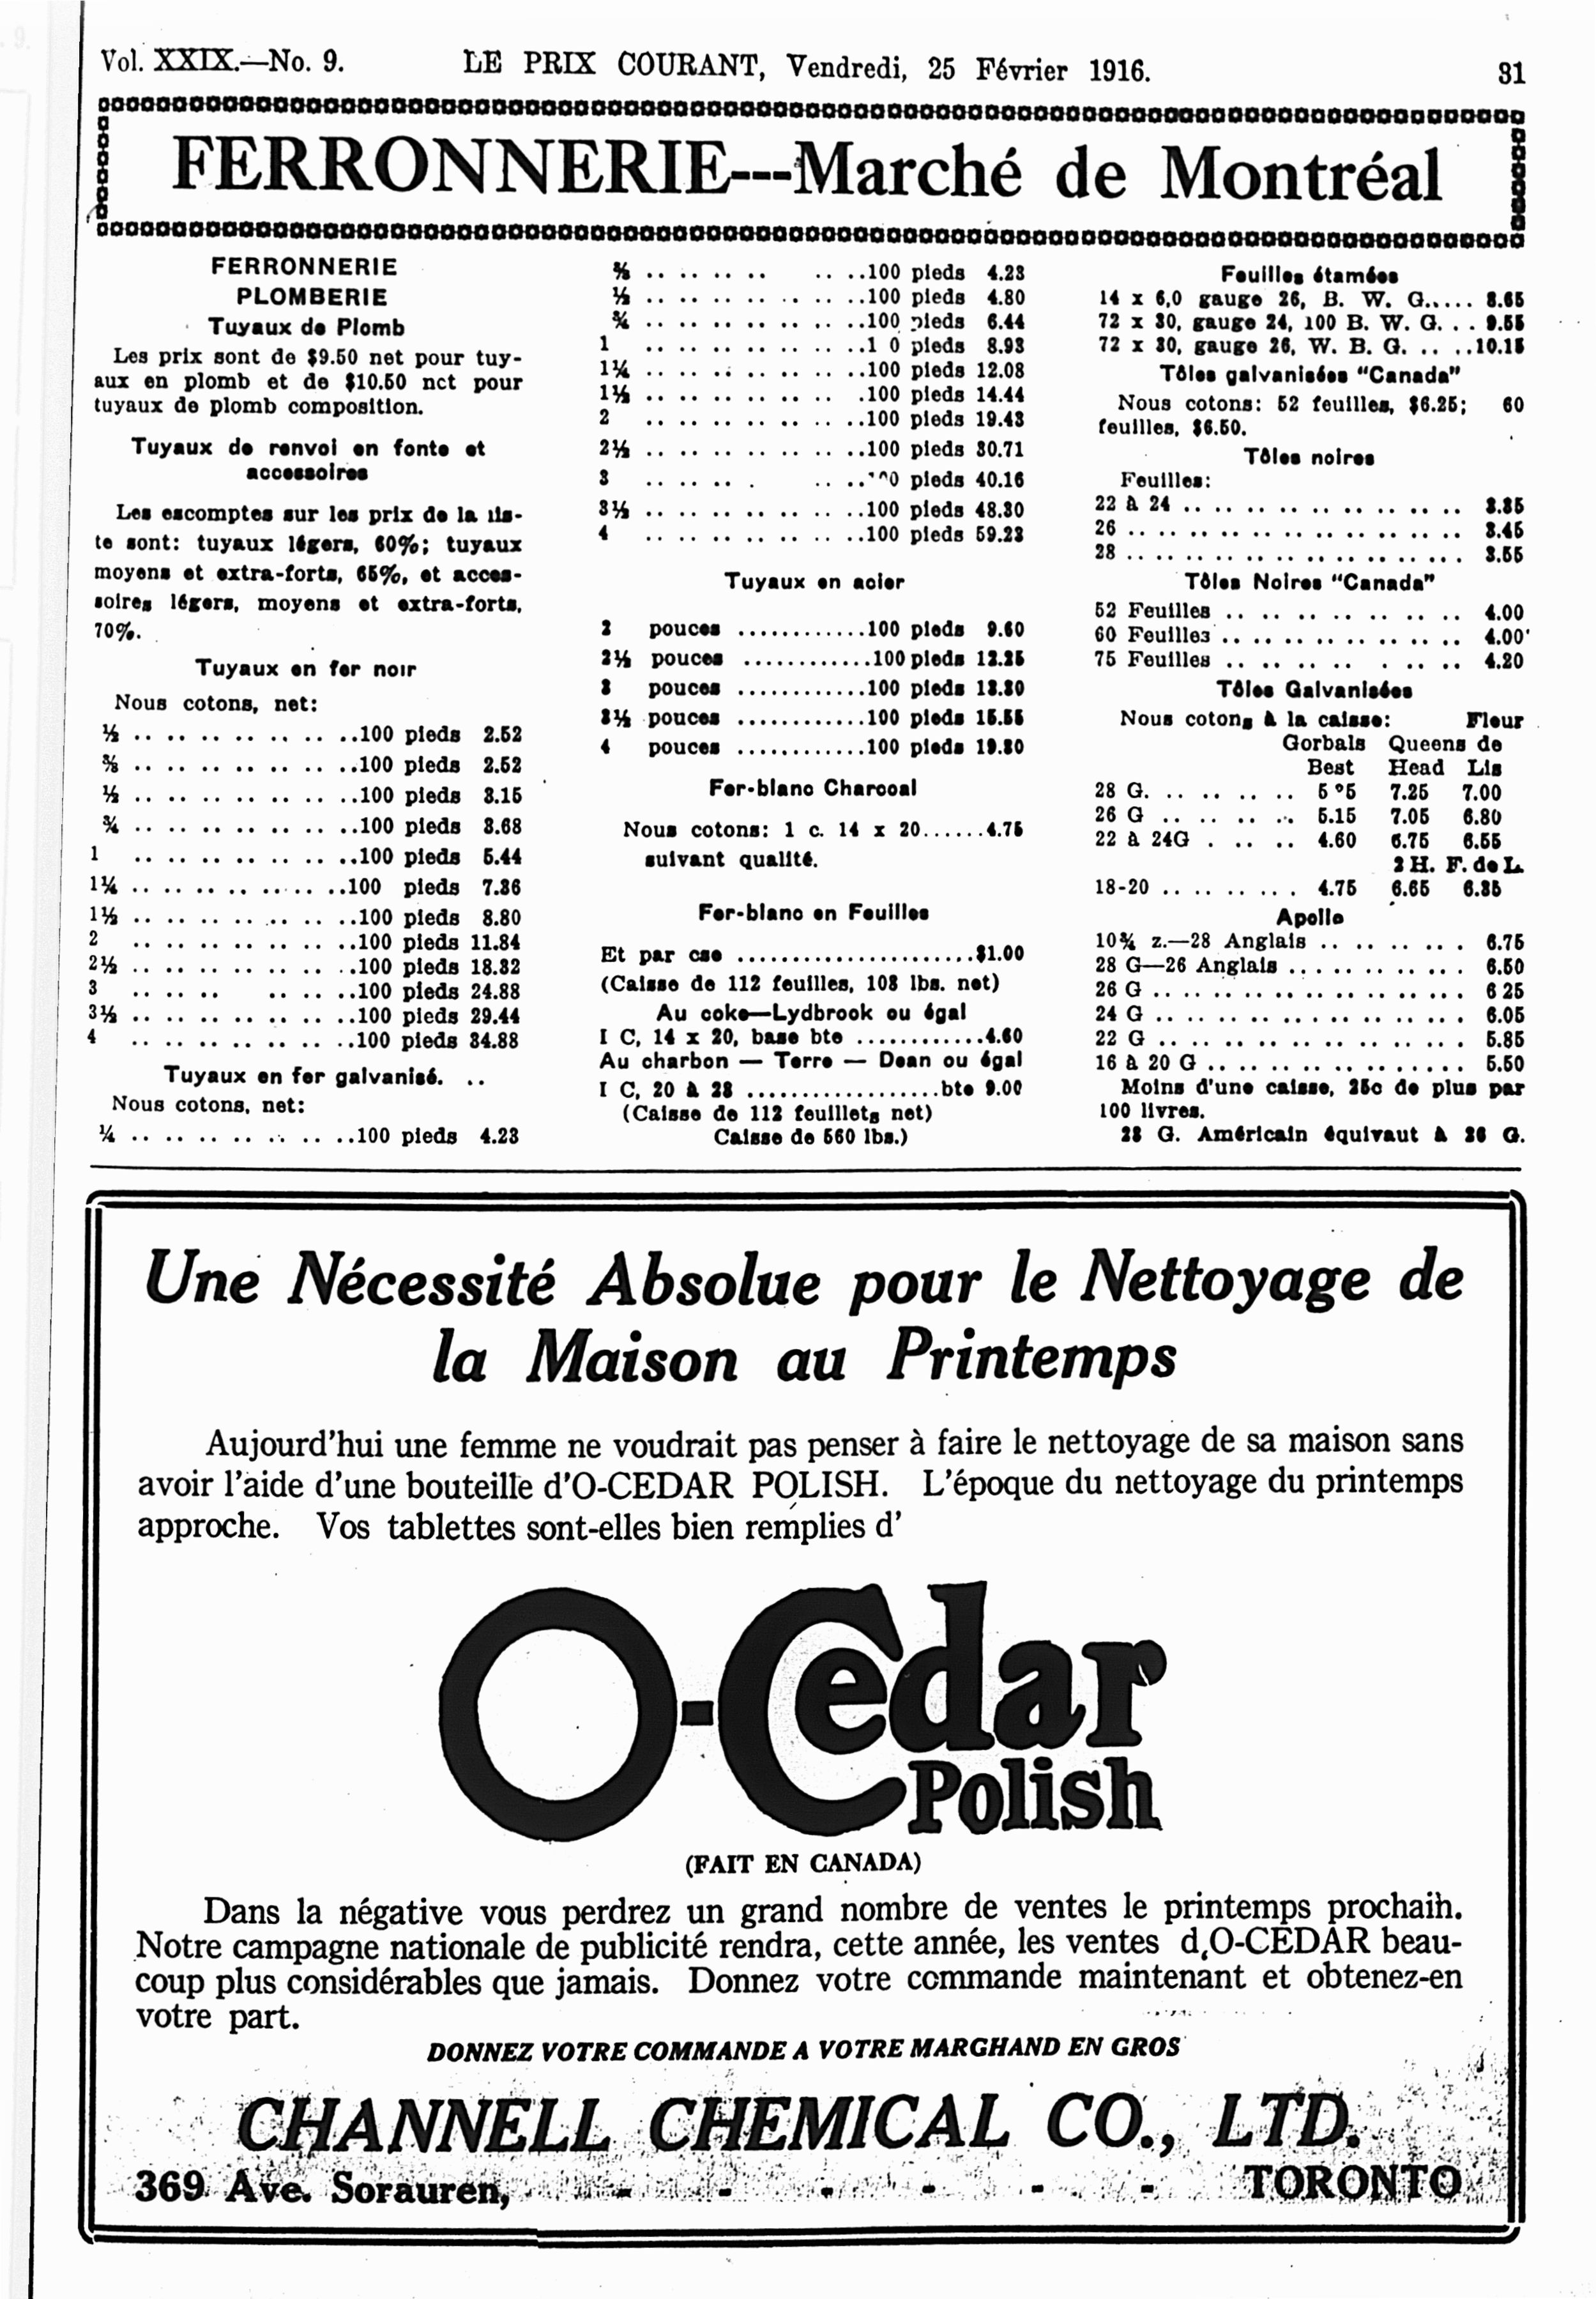 Vol. XXIX.—No. 9. LE PRIX COURANT, Vendredi, 25 Février 1916. 31
FERRONNERIE---Marché de Montréal
FERRONNERIE
PLOMBERIE
Tuyaux de Plomb
Les prix sont de $9.50 net pour tuy-
aux en plomb et de $10.50 net pour
tuyaux de plomb composition.
Tuyaux de renvoi en fonte et
accessoires
Les escomptes sur les prix de la lis-
te sont: tuyaux légers, 60%; tuyaux
moyens et extra-forts, 65%, et acces-
soires légers, moyens et extra-forts,
70%.
Tuyaux en fer noir
Nous cotons, net:
½ .. .. .. .. .. .. .. ..100 pieds 2.52
⅜ .. .. .. .. .. .. .. ..100 pieds 2.52
½ .. .. .. .. .. .. .. ..100 pieds 3.15
¾ .. .. .. .. .. .. .. ..100 pieds 3.68
1 .. .. .. .. .. .. .. ..100 pieds 5.44
1¼ .. .. .. .. .. .. .. ..100 pieds 7.36
1½ .. .. .. .. .. .. .. ..100 pieds 8.80
2 .. .. .. .. .. .. .. ..100 pieds 11.84
2½ .. .. .. .. .. .. .. ..100 pieds 18.82
3 .. .. .. .. .. .. ..100 pieds 24.88
3½ .. .. .. .. .. .. .. ..100 pieds 29.44
4 .. .. .. .. .. .. .. ..100 pieds 34.88
Tuyaux en fer galvanisé. ..
Nous cotons, net:
¼ .. .. .. .. .. .. .. ..100 pieds 4.23
⅜ .. .. .. .. .. .. ..100 pieds 4.23
½ .. .. .. .. .. .. .. ..100 pieds 4.80
¾ .. .. .. .. .. .. .. ..100 pieds 6.44
1 .. .. .. .. .. .. .. ..1 0 pieds 8.93
1¼ .. .. .. .. .. .. .. ..100 pieds 12.08
1½ .. .. .. .. .. .. .. .100 pieds 14.44
2 .. .. .. .. .. .. .. ..100 pieds 19.43
2½ .. .. .. .. .. .. .. ..100 pieds 30.71
3 .. .. .. . .. .. 0 pieds 40.16
3½ .. .. .. .. .. .. .. ..100 pieds 48.30
4 .. .. .. .. .. .. .. ..100 pieds 59.23
Tuyaux en acier
2 pouces ............100 pieds 9.60
2½ pouces ............100 pieds 12.25
3 pouces ............100 pieds 13.30
3½ pouces ............100 pieds 15.55
4 pouces ............100 pieds 19.80
Fer-blanc Charcoal
Nous cotons: 1 c. 14 x 20......4.75
suivant qualité.
Fer-blanc en Feuilles
Et par cse ......................$1.00
(Caisse de 112 feuilles, 108 lbs. net)
Au coke—Lydbrook ou égal
I C, 14 x 20, base bte ............4.60
Au charbon — Terre — Dean ou égal
I C, 20 à 28 ..................bte 9.00
(Caisse de 112 feuillets net)
Caisse de 560 lbs.)
Feuilles étamées
14 x 6,0 gauge 26, B. W. G..... 8.65
72 x 30, gauge 24, 100 B. W. G. .. 9.55
72 x 30, gauge 26, W. B. G. .. ..10.15
Tôles galvanisées "Canada"
Nous cotons: 52 feuilles, $6.25; 60
feuilles, $6.50.
Tôles noires
Feuilles:
22 à 24 .. .. .. .. .. .. .. .. .. 3.35
26 .. .. .. .. .. .. .. .. .. .. .. 3.45
28 .. .. .. .. .. .. .. .. .. .. .. 3.55
Tôles Noires "Canada"
52 Feuilles .. .. .. .. .. .. .. .. 4.00
60 Feuilles .. .. .. .. .. .. .. .. 4.00
75 Feuilles .. .. .. .. . .. .. .. 4.20
Tôles Galvanisées
Nous cotons à la caisse: Fleur
Gorbals Queens de
Best Head Lis
28 G. .. .. .. .. 5 5 7.25 7.00
26 G .. .. .. .. .. 5.15 7.05 6.80
22 à 24G . .. .. .. 4.60 6.75 6.55
2 H. F. de L.
18-20 .. .. .. .. . 4.75 6.65 6.35
Apollo
10¾ z.—28 Anglais .. .. .. .. . 6.75
28 G—26 Anglais .. .. .. .. .. .. 6.50
26 G .. .. .. .. .. .. .. .. .. .. 6 25
24 G .. .. .. .. .. .. .. .. .. .. 6.05
22 G .. .. .. .. .. .. .. .. .. .. 5.85
16 à 20 G .. .. .. .. .. .. .. .. 5.50
Moins d'une caisse, 25c de plus par
100 livres.
28 G. Américain équivaut à 26 G.
Une Nécessité Absolue pour le Nettoyage de
la Maison au Printemps
Aujourd'hui une femme ne voudrait pas penser à faire le nettoyage de sa maison sans
avoir l'aide d'une bouteille d'O-CEDAR POLISH. L'époque du nettoyage du printemps
approche. Vos tablettes sont-elles bien remplies d'
O-Cedar
Polish
(FAIT EN CANADA)
Dans la négative vous perdrez un grand nombre de ventes le printemps prochain.
Notre campagne nationale de publicité rendra, cette année, les ventes d,O-CEDAR beau-
coup plus considérables que jamais. Donnez votre commande maintenant et obtenez-en
votre part.
DONNEZ VOTRE COMMANDE A VOTRE MARGHAND EN GROS
CHANNELL CHEMICAL CO., LTD.
369 Ave. Sorauren, - - - - - - TORONTO